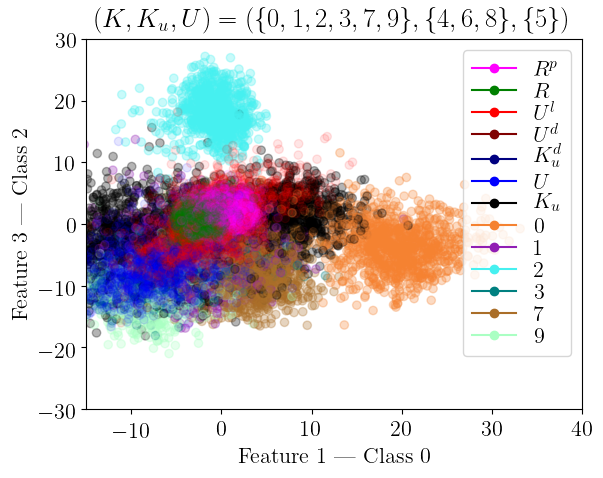 (K, K_u, U) = ({0, 1, 2, 3, 7, 9}, {4, 6, 8}, {5})
30
20
10
0
−10
−20
−30
Feature 3 — Class 2
−10
0
10
20
30
40
Feature 1 — Class 0
R^p
R
U^l
U^d
K_u^d
U
K_u
0
1
2
3
7
9